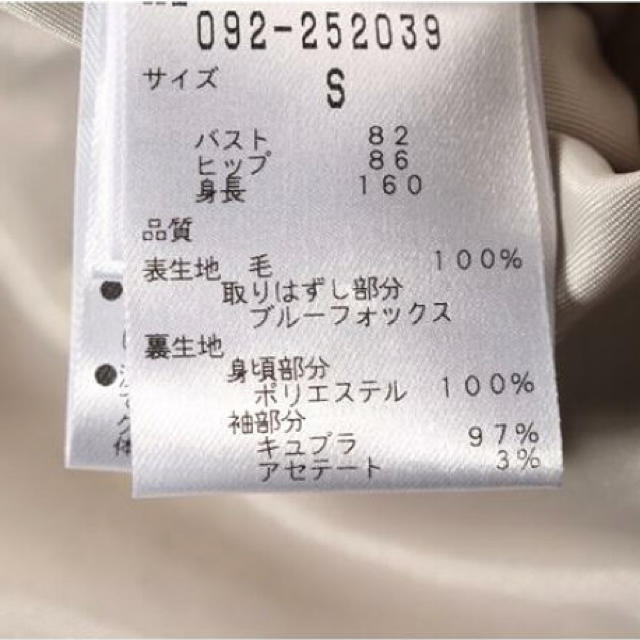 092-252039
サイズ S
バスト 82
ヒップ 86
身長 160
品質
表生地 毛 100%
取りはずし部分
ブルーフォックス
裏生地
身頃部分
ポリエステル 100%
袖部分
キュプラ 97%
アセテート 3%